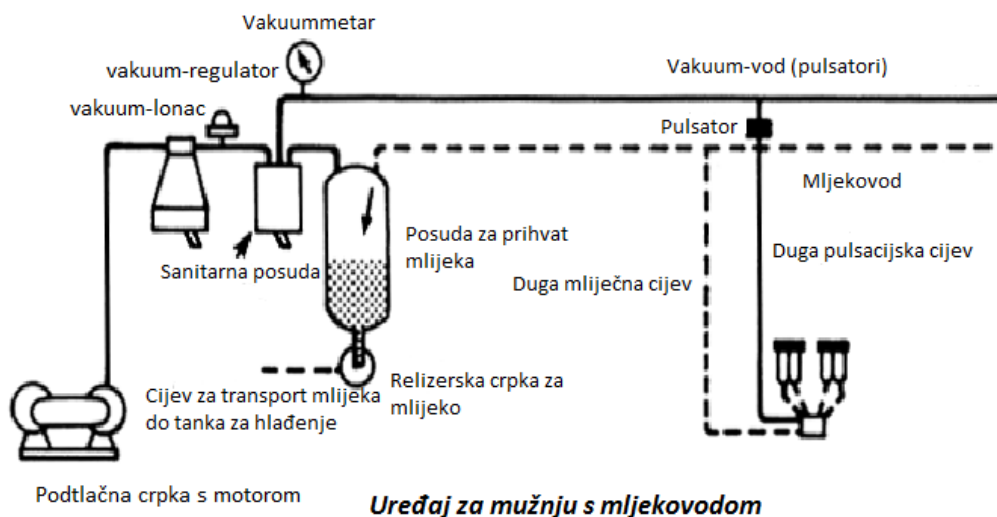 Vakuummetar
vakuum-regulator
Vakuum-vod (pulsatori)
vakuum-lonac
Pulsator
Mljekovod
Posuda za prihvat
mlijeka
Duga pulsacijska cijev
Sanitarna posuda
Duga mliječna cijev
Relizerska crpka za
mlijeko
Cijev za transport mlijeka
do tanka za hlađenje
Podtlačna crpka s motorom
Uređaj za mužnju s mljekovodom